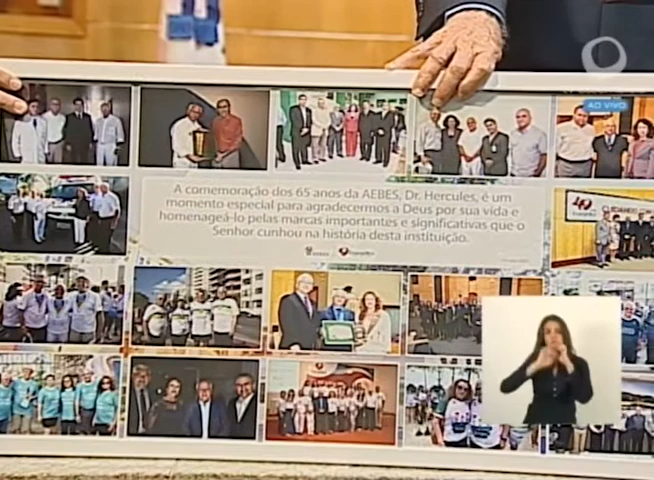 AO VIVO
A comemoração dos 65 anos da AEBES, Dr. Hercules, é um
momento especial para agradecermos a Deus por sua vida e
homenageá-lo pelas marcas importantes e significativas que o
Senhor cunhou na história desta instituição.